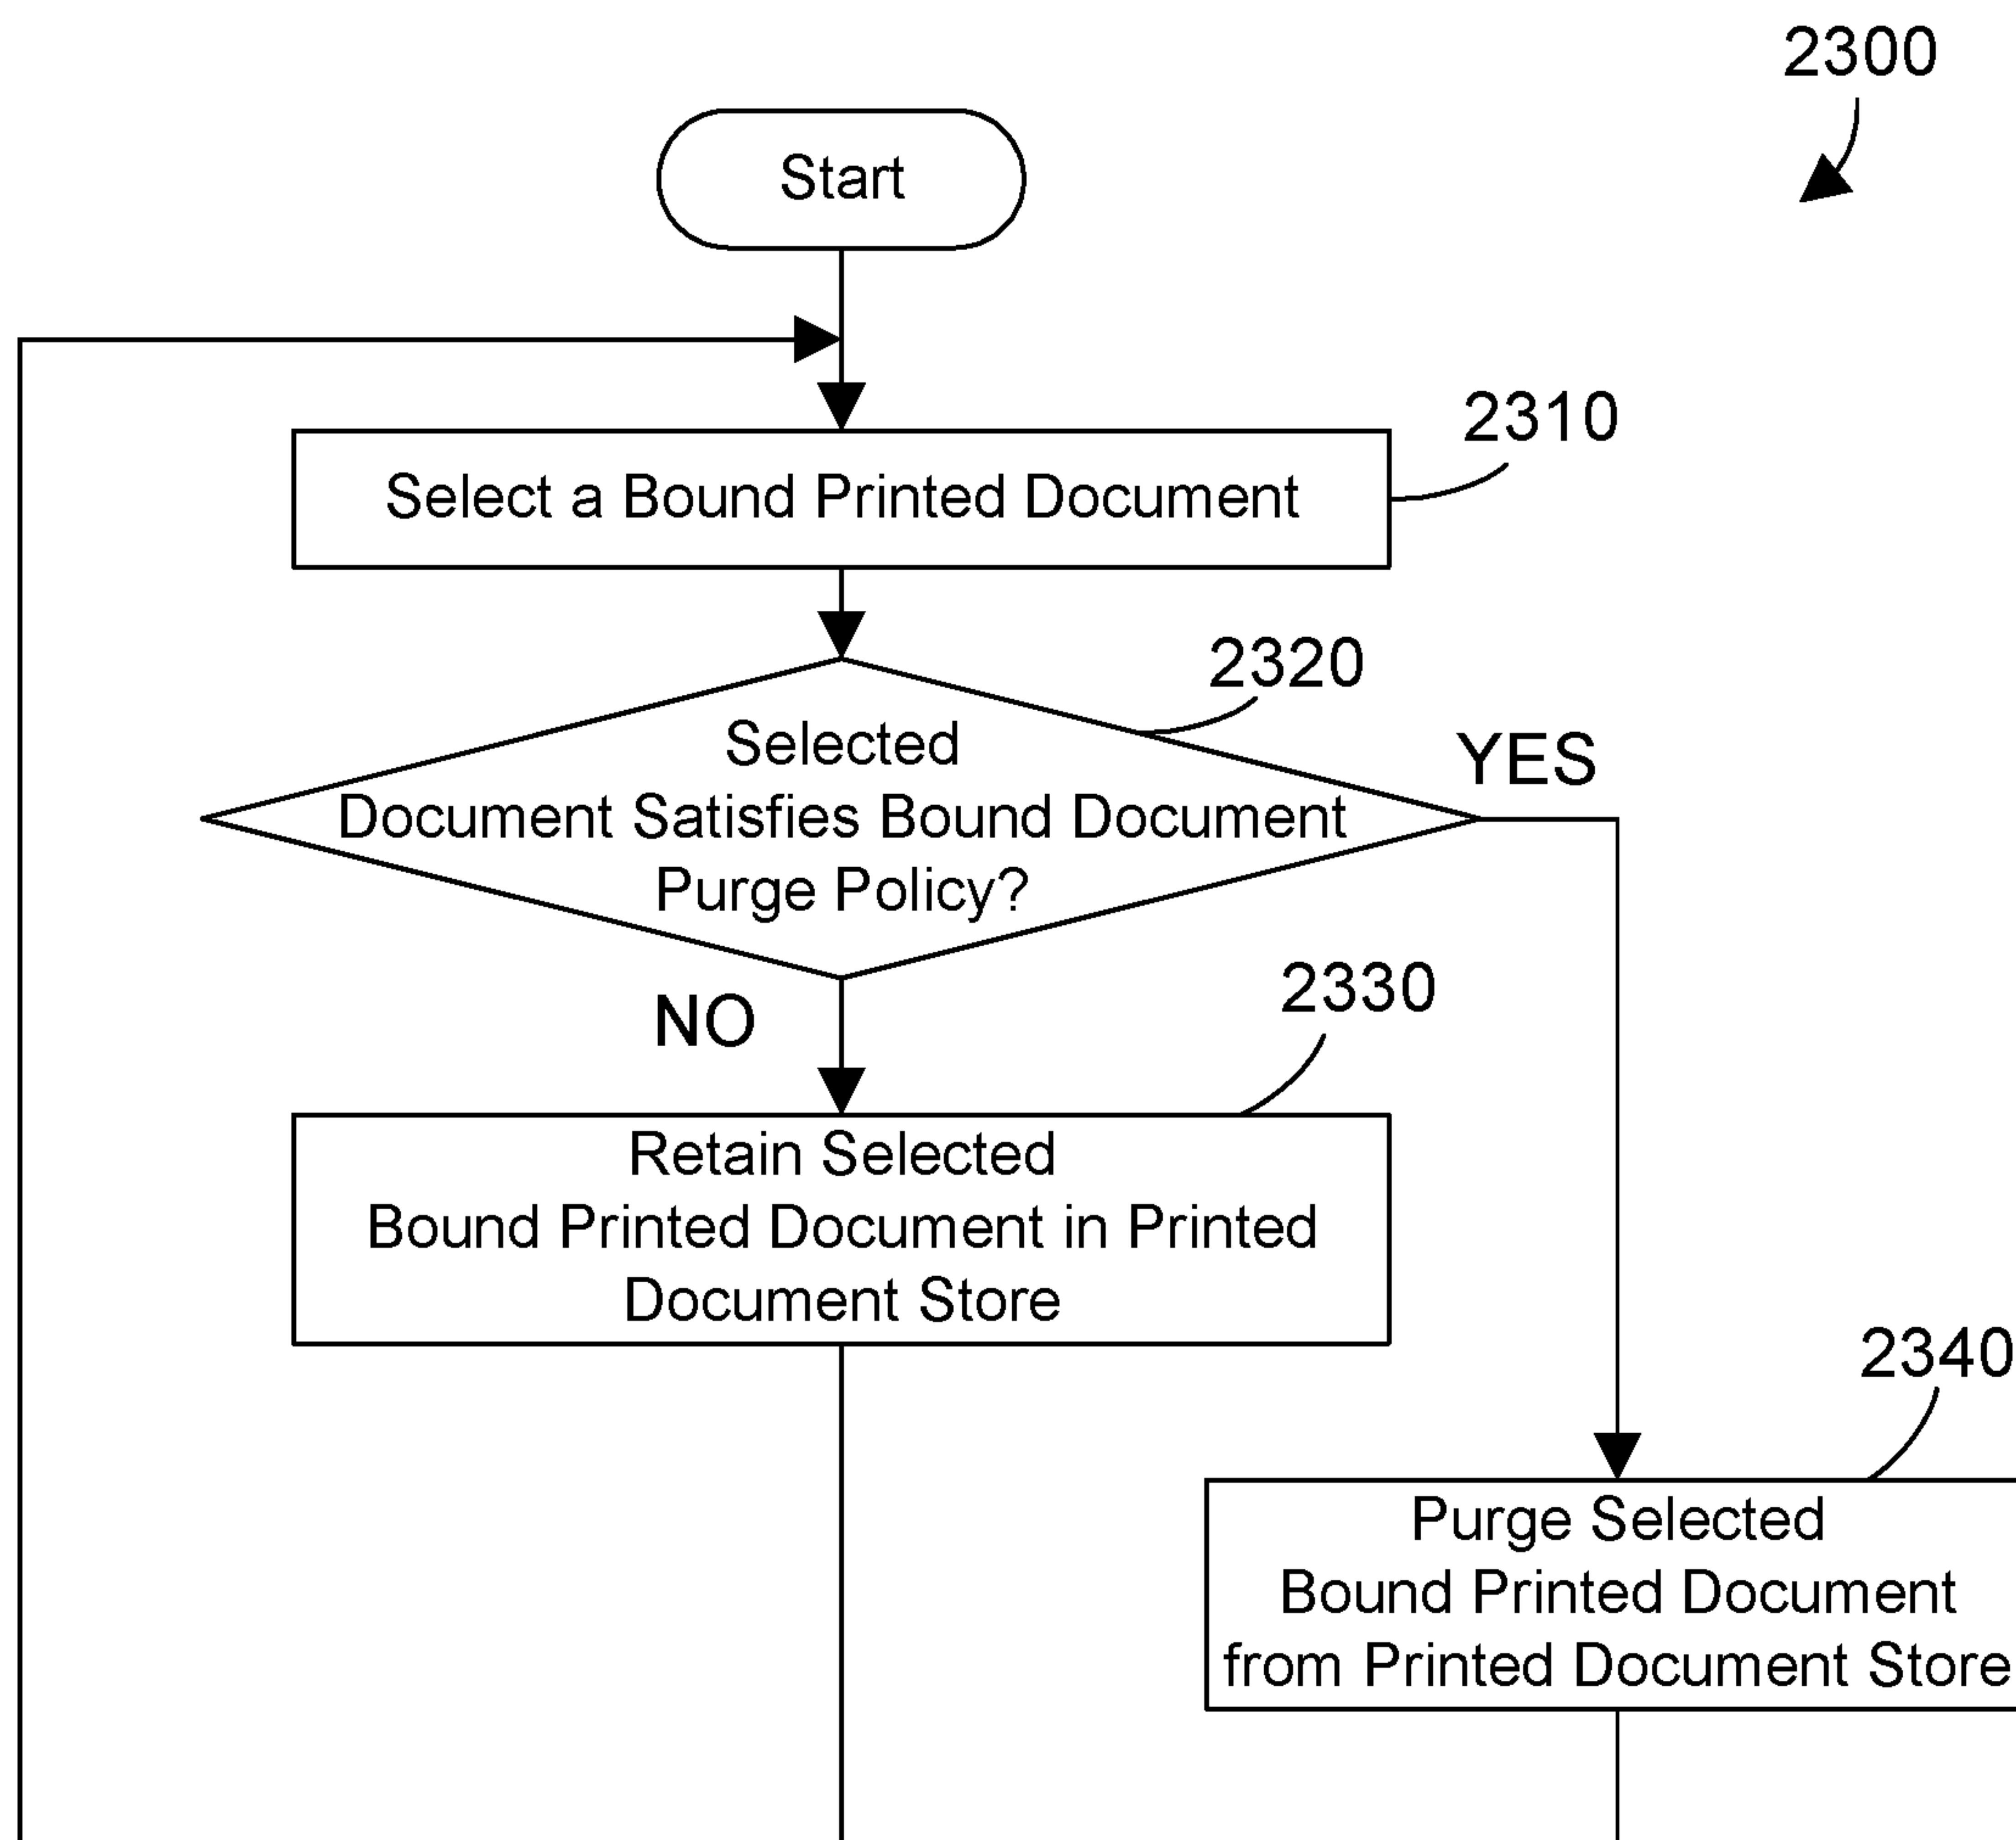 2300
Start
2310
Select a Bound Printed Document
2320
Selected
Document Satisfies Bound Document
Purge Policy?
YES
NO
2330
Retain Selected
Bound Printed Document in Printed
Document Store
2340
Purge Selected
Bound Printed Document
from Printed Document Store